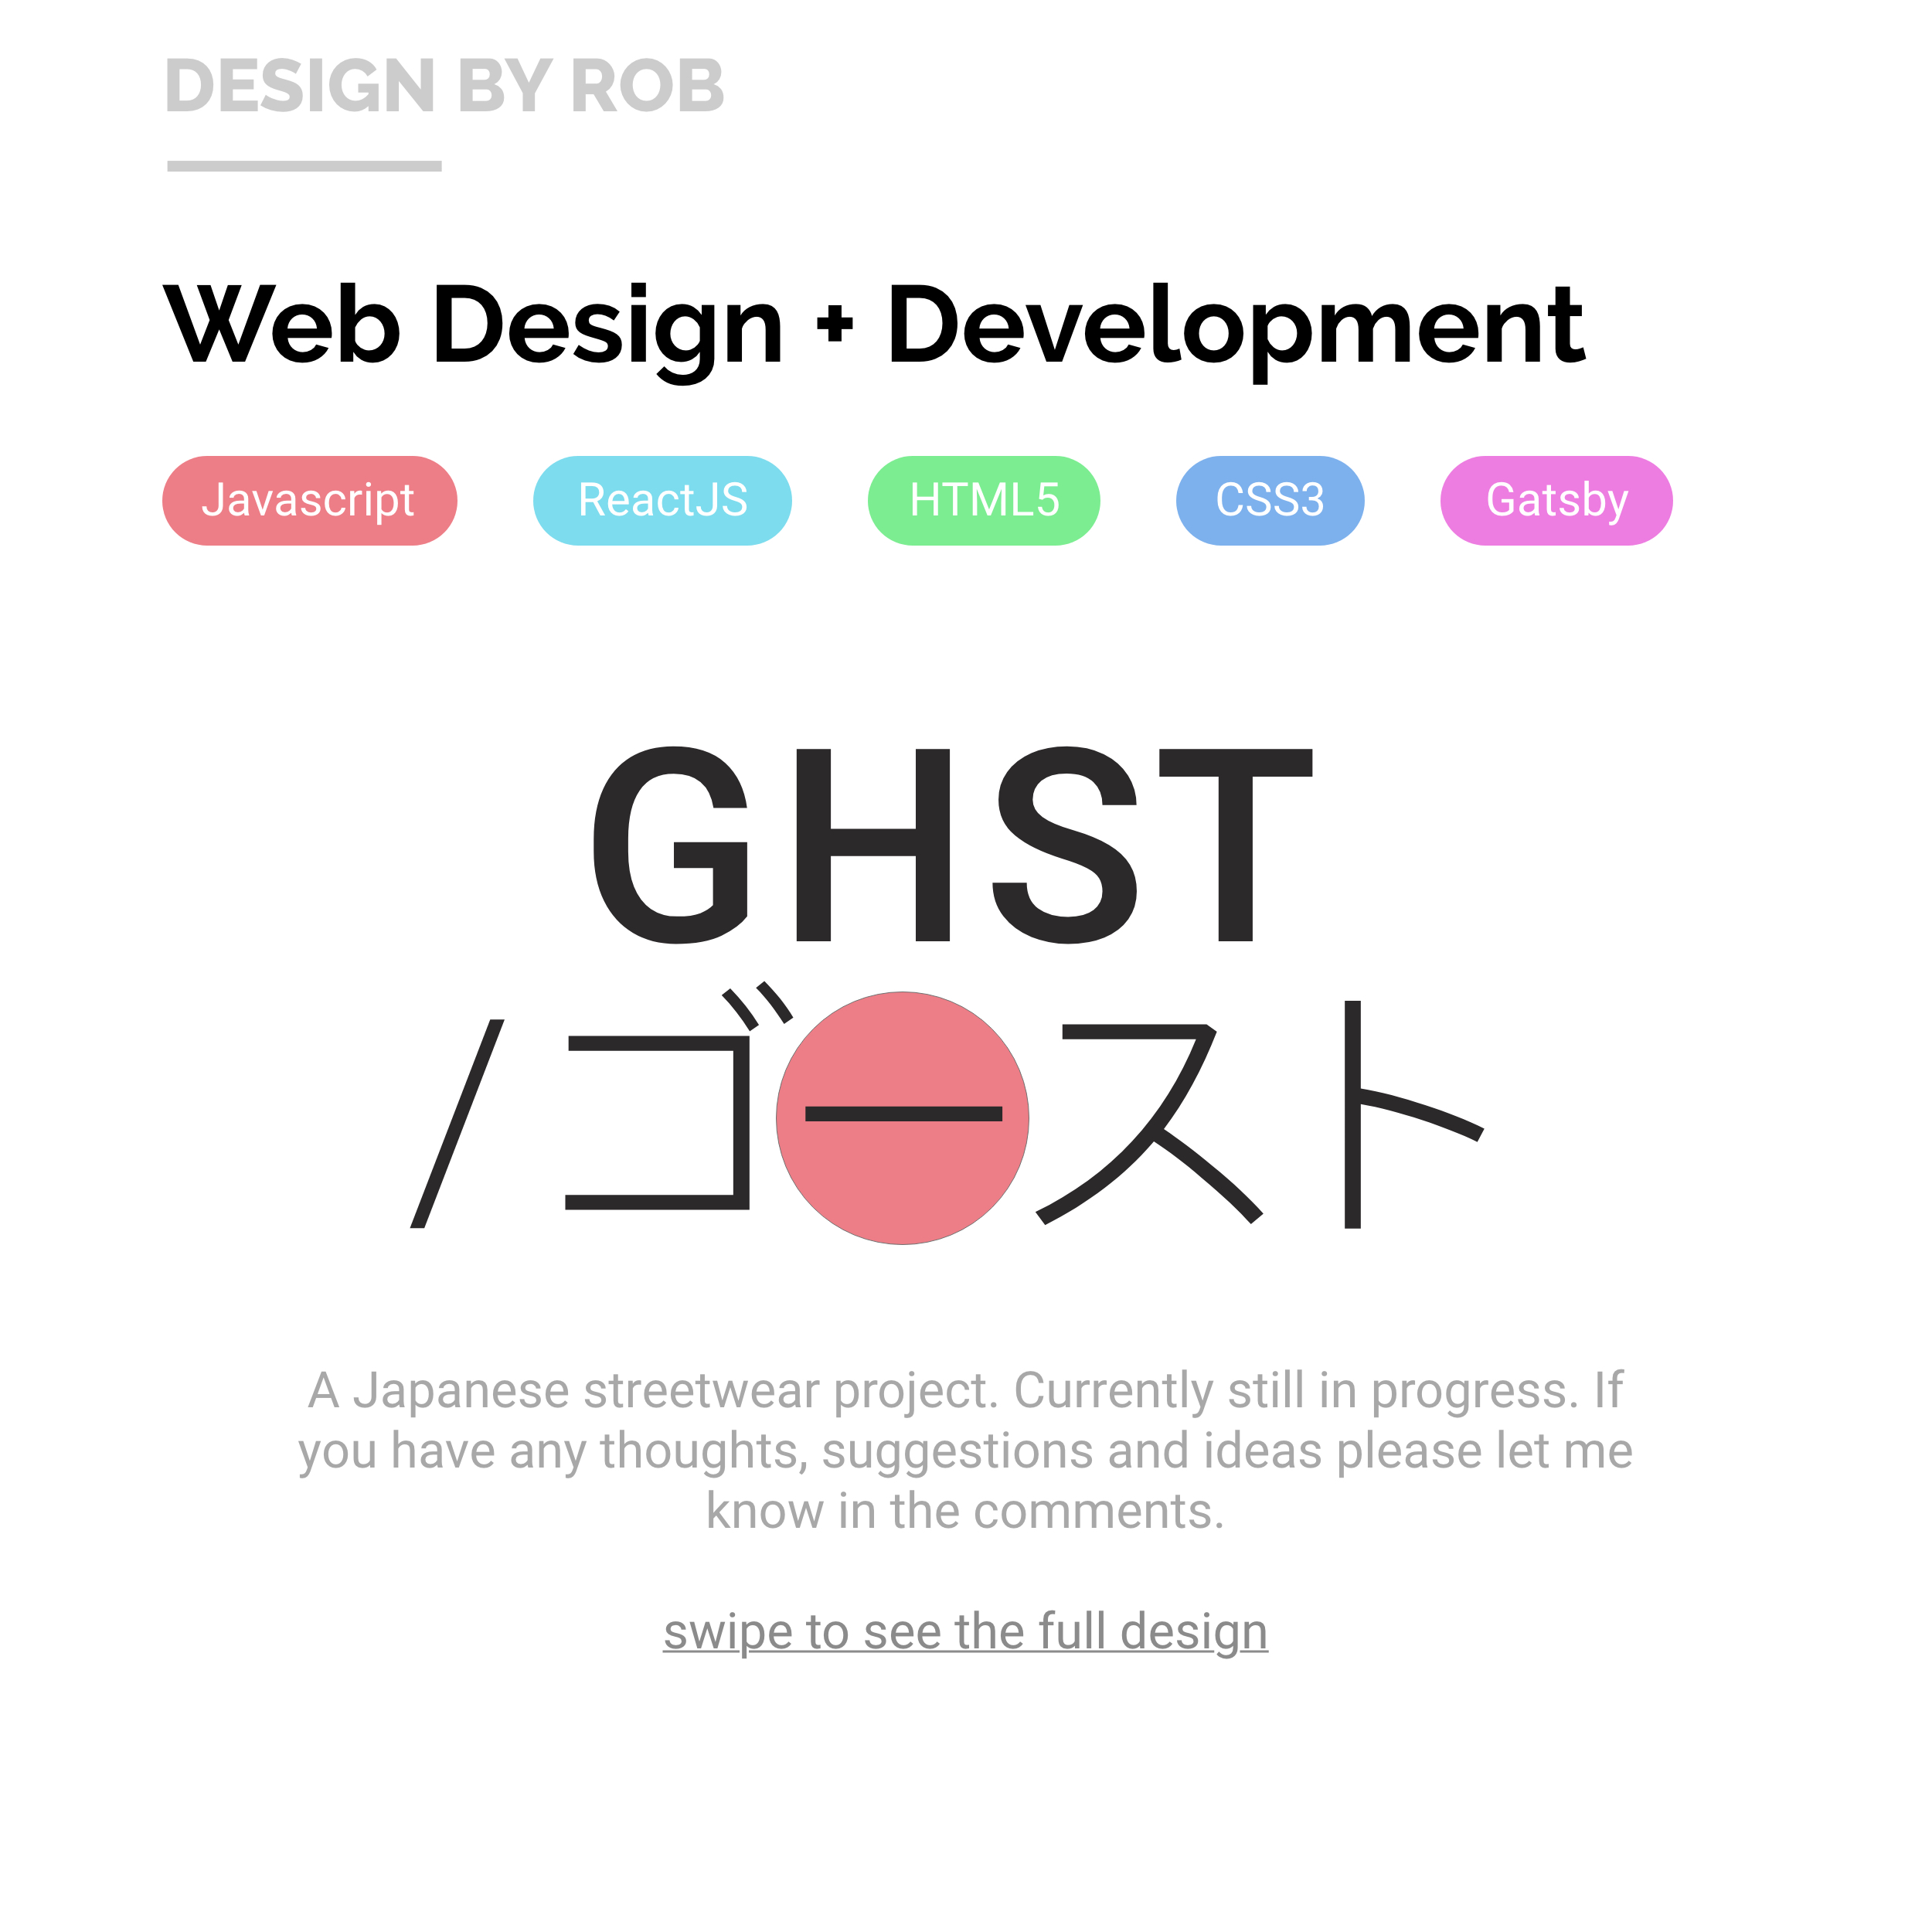 DESIGN BY ROB
Web Design + Development
Javascript ReactJS HTML5 CSS3 Gatsby
GHST
/ゴースト
A Japanese streetwear project. Currently still in progress. If
you have any thoughts, suggestions and ideas please let me
know in the comments.
swipe to see the full design